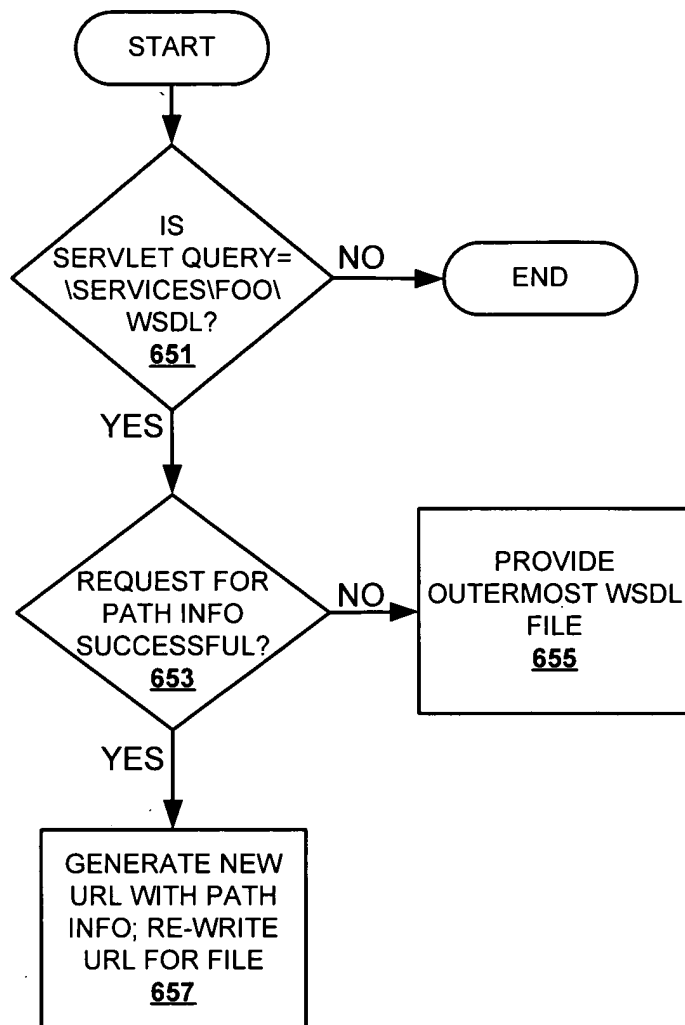 START
IS
SERVLET QUERY=
\SERVICES\FOO\
WSDL?
651
NO
END
YES
REQUEST FOR
PATH INFO
SUCCESSFUL?
653
NO
PROVIDE
OUTERMOST WSDL
FILE
655
YES
GENERATE NEW
URL WITH PATH
INFO; RE-WRITE
URL FOR FILE
657